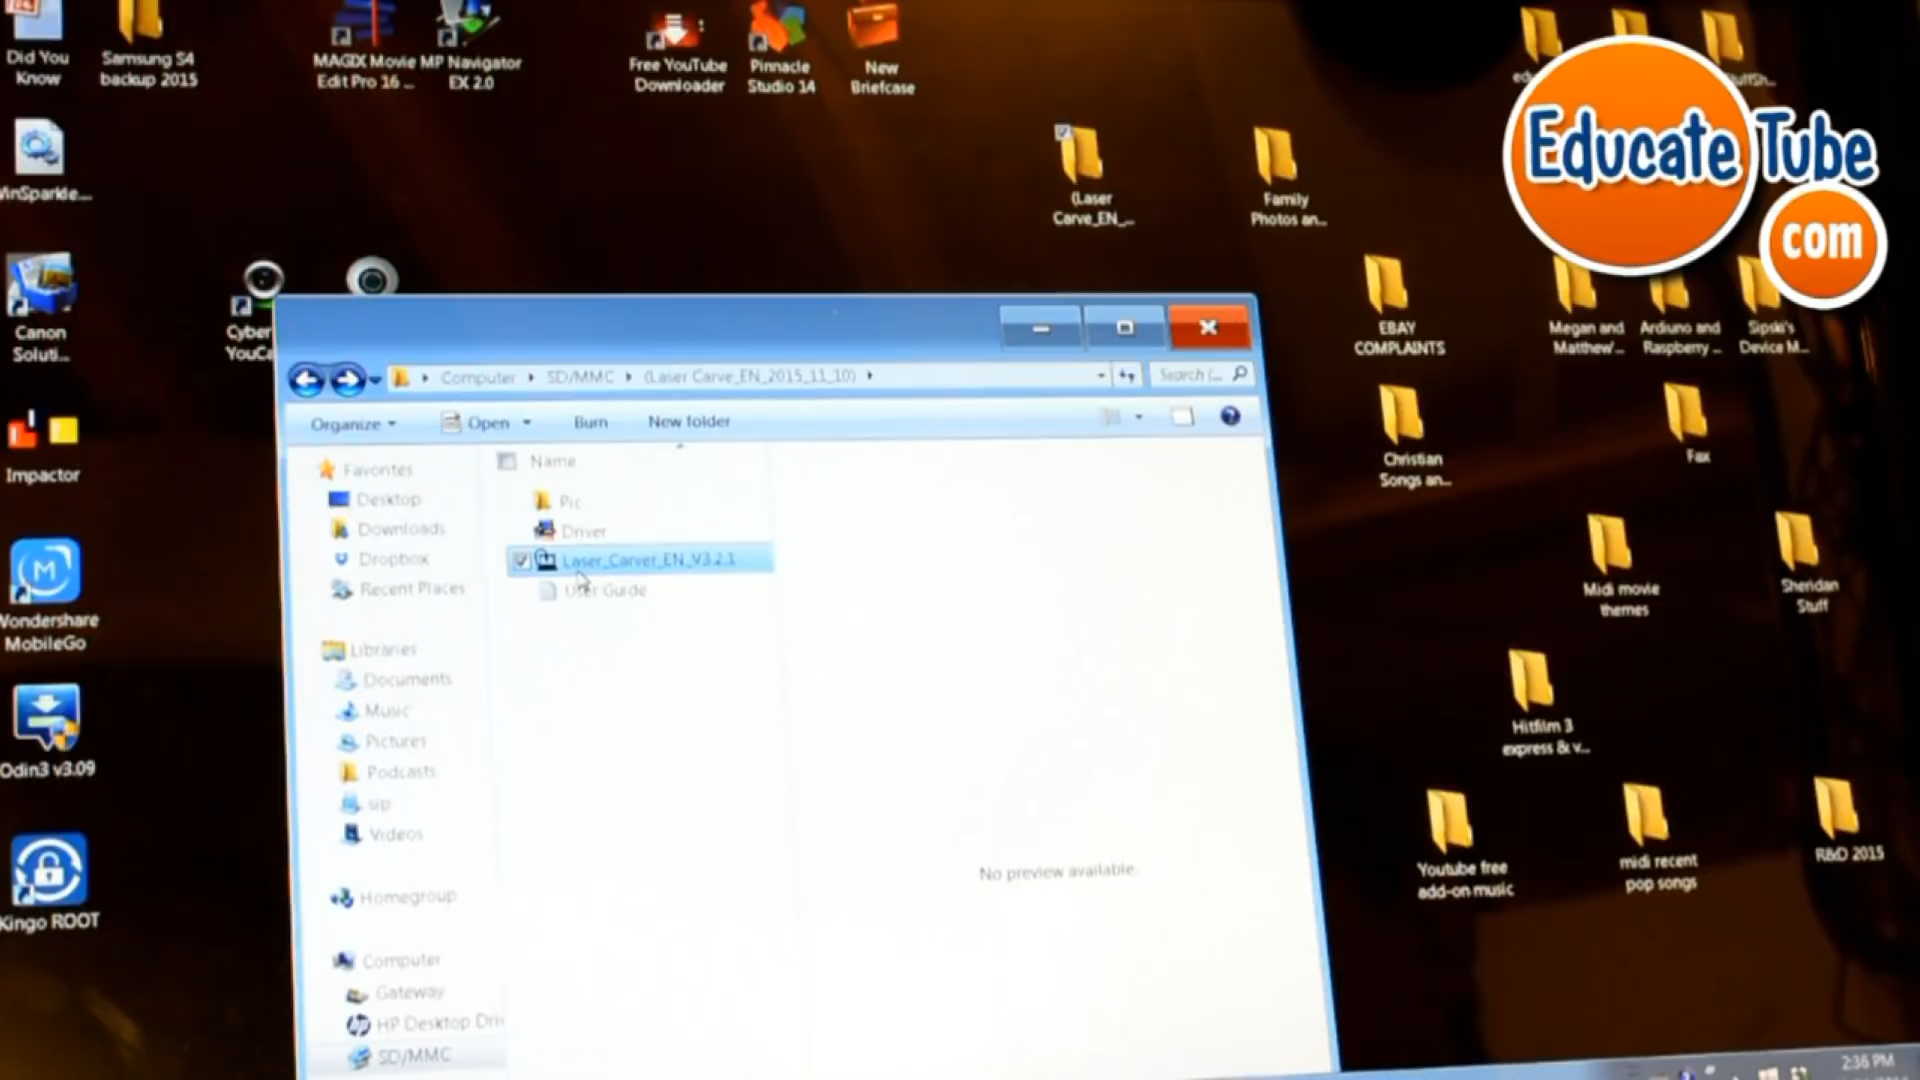 Did You
Know
Samsung S4
backup 2015
MAGIX Movie
Edit Pro 16 ...
MP Navigator
EX 2.0
Free YouTube
Downloader
Pinnacle
Studio 14
New
Briefcase
Educate Tube
com
WinSparkle...
(Laser
Carve_EN_...
Family
Photos an...
Canon
Soluti...
Cyber
YouCa
EBAY
COMPLAINTS
Megan and
Matthew'...
Arduino and
Raspberry ...
Sipski's
Device M...
Computer
SD/MMC
(Laser Carve_EN_2015_11_10)
Search (...
Organize
Open
Burn
New folder
Impactor
Christian
Songs an...
Fax
Favorites
Desktop
Downloads
Dropbox
Recent Places
Name
Pic
Driver
Laser_Carver_EN_V3.2.1
User Guide
Wondershare
MobileGo
Midi movie
themes
Sheridan
Stuff
Libraries
Documents
Music
Pictures
Podcasts
sip
Videos
Odin3 v3.09
Hitfilm 3
express & v...
Homegroup
No preview available.
Youtube free
add-on music
midi recent
pop songs
R&D 2015
Kingo ROOT
Computer
Gateway
HP Desktop Dri
SD/MMC
2:36 PM